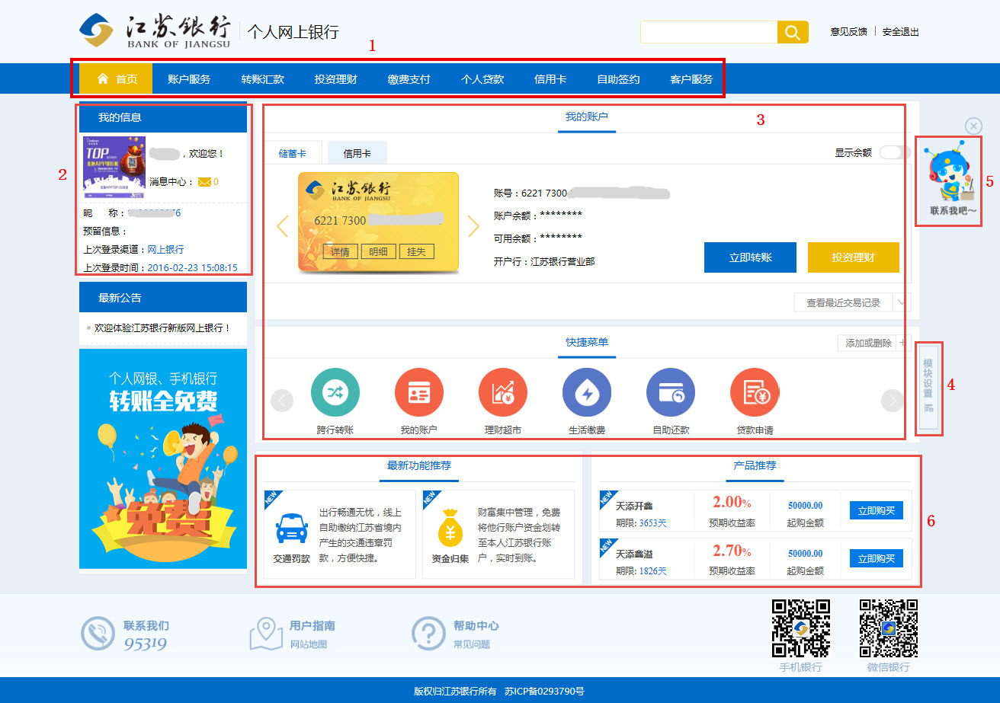 江苏银行
BANK OF JIANGSU
个人网上银行
意见反馈 安全退出
1
首页 账户服务 转账汇款 投资理财 缴费支付 个人贷款 信用卡 自助签约 客户服务
我的信息
TOP
，欢迎您！
消息中心： 0
昵 称： 6
预留信息：
上次登录渠道：网上银行
上次登录时间：2016-02-23 15:08:15
2
最新公告
欢迎体验江苏银行新版网上银行！
个人网银、手机银行
转账全免费
免费
我的账户
3
储蓄卡 信用卡
显示余额
江苏银行
BANK OF JIANGSU
6221 7300
详情 明细 挂失
账号：6221 7300
账户余额：********
可用余额：********
开户行：江苏银行营业部
立即转账 投资理财
查看最近交易记录
快捷菜单
添加或删除 +
跨行转账 我的账户 理财超市 生活缴费 自助还款 贷款申请
联系我吧～
5
模块设置
4
最新功能推荐
NEW
交通罚款
出行畅通无忧，线上
自助缴纳江苏省境内
产生的交通违章罚
款，方便快捷。
NEW
资金归集
财富集中管理，免费
将他行账户资金划转
至本人江苏银行账
户，实时到账。
产品推荐
NEW
天添开鑫 2.00% 50000.00 立即购买
期限: 3653天 预期收益率 起购金额
NEW
天添鑫溢 2.70% 50000.00 立即购买
期限: 1826天 预期收益率 起购金额
6
联系我们
95319
用户指南
网站地图
帮助中心
常见问题
手机银行 微信银行
版权归江苏银行所有 苏ICP备0293790号